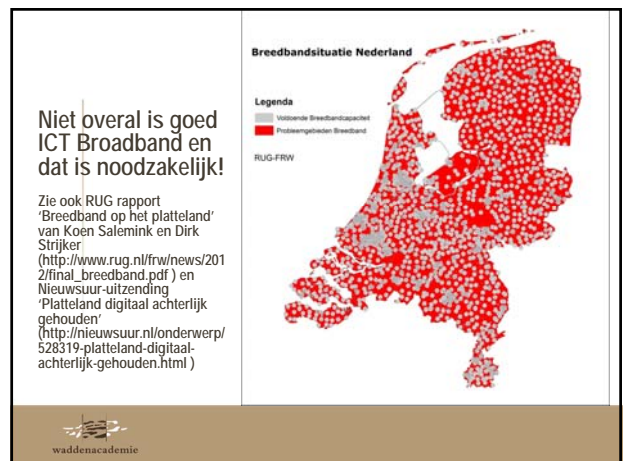 Niet overal is goed
ICT Broadband en
dat is noodzakelijk!
Zie ook RUG rapport
'Breedband op het platteland'
van Koen Salemink en Dirk
Strijker
(http://www.rug.nl/frw/news/201
2/final_breedband.pdf ) en
Nieuwsuur-uitzending
'Platteland digitaal achterlijk
gehouden'
(http://nieuwsuur.nl/onderwerp/
528319-platteland-digitaal-
achterlijk-gehouden.html )
Breedbandsituatie Nederland
Legenda
Voldoende Breedbandcapaciteit
Probleemgebieden Breedband
RUG-FRW
waddenacademie